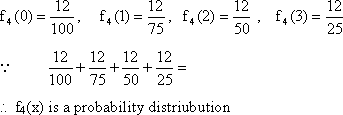 f₄(0) = 12/100, f₄(1) = 12/75, f₄(2) = 12/50 , f₄(3) = 12/25
∵ 12/100 + 12/75 + 12/50 + 12/25 =
∴ f₄(x) is a probability distriubution